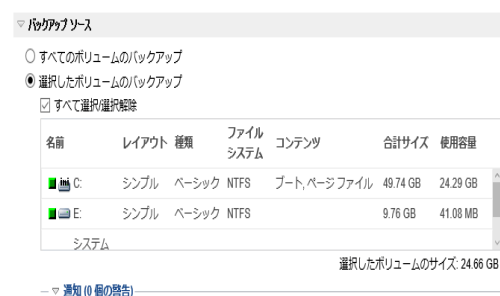 バックアップ ソース
すべてのボリュームのバックアップ
選択したボリュームのバックアップ
すべて選択/選択解除
名前 レイアウト 種類 ファイル システム コンテンツ 合計サイズ 使用容量
C: シンプル ベーシック NTFS ブート, ページ ファイル 49.74 GB 24.29 GB
E: シンプル ベーシック NTFS 9.76 GB 41.08 MB
システム
選択したボリュームのサイズ: 24.66 GB
通知 (0 個の警告)